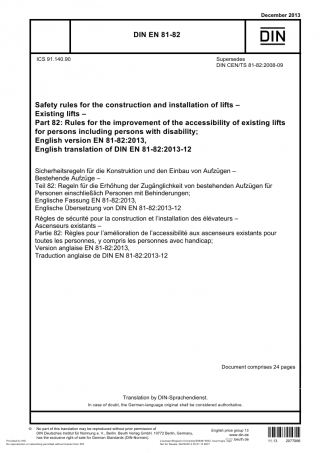 December 2013
DIN EN 81-82
DIN
ICS 91.140.90
Supersedes
DIN CEN/TS 81-82:2008-09
Safety rules for the construction and installation of lifts –
Existing lifts –
Part 82: Rules for the improvement of the accessibility of existing lifts
for persons including persons with disability;
English version EN 81-82:2013,
English translation of DIN EN 81-82:2013-12
Sicherheitsregeln für die Konstruktion und den Einbau von Aufzügen –
Bestehende Aufzüge –
Teil 82: Regeln für die Erhöhung der Zugänglichkeit von bestehenden Aufzügen für
Personen einschließlich Personen mit Behinderungen;
Englische Fassung EN 81-82:2013,
Englische Übersetzung von DIN EN 81-82:2013-12
Règles de sécurité pour la construction et l'installation des élévateurs –
Ascenseurs existants –
Partie 82: Règles pour l'amélioration de l'accessibilité aux ascenseurs existants pour
toutes les personnes, y compris les personnes avec handicap;
Version anglaise EN 81-82:2013,
Traduction anglaise de DIN EN 81-82:2013-12
Document comprises 24 pages
Translation by DIN-Sprachendienst.
In case of doubt, the German-language original shall be considered authoritative.
© No part of this translation may be reproduced without prior permission of
DIN Deutsches Institut für Normung e. V., Berlin. Beuth Verlag GmbH, 10772 Berlin, Germany,
has the exclusive right of sale for German Standards (DIN-Normen).
English price group 13
www.din.de
www.beuth.de